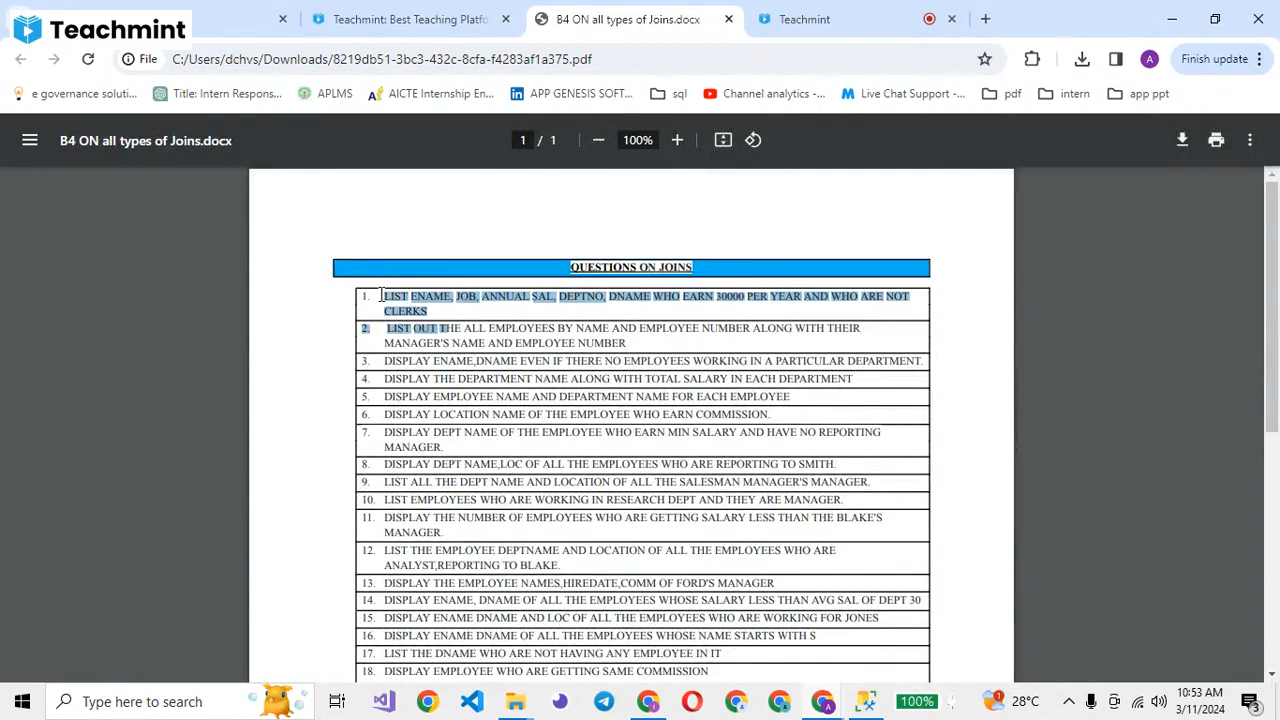 Teachmint
Teachmint: Best Teaching Platfo
B4 ON all types of Joins.docx
Teachmint
File
C:/Users/dchvs/Downloads/8219db51-3bc3-432c-8cfa-f4283af1a375.pdf
A
Finish update
e governance soluti...
Title: Intern Respons...
APLMS
AICTE Internship En...
APP GENESIS SOFT...
sql
Channel analytics -...
Live Chat Support -...
pdf
intern
app ppt
B4 ON all types of Joins.docx
1 / 1
100%
QUESTIONS ON JOINS
1. LIST ENAME, JOB, ANNUAL SAL, DEPTNO, DNAME WHO EARN 30000 PER YEAR AND WHO ARE NOT
CLERKS
2. LIST OUT THE ALL EMPLOYEES BY NAME AND EMPLOYEE NUMBER ALONG WITH THEIR
MANAGER'S NAME AND EMPLOYEE NUMBER
3. DISPLAY ENAME,DNAME EVEN IF THERE NO EMPLOYEES WORKING IN A PARTICULAR DEPARTMENT.
4. DISPLAY THE DEPARTMENT NAME ALONG WITH TOTAL SALARY IN EACH DEPARTMENT
5. DISPLAY EMPLOYEE NAME AND DEPARTMENT NAME FOR EACH EMPLOYEE
6. DISPLAY LOCATION NAME OF THE EMPLOYEE WHO EARN COMMISSION.
7. DISPLAY DEPT NAME OF THE EMPLOYEE WHO EARN MIN SALARY AND HAVE NO REPORTING
MANAGER.
8. DISPLAY DEPT NAME,LOC OF ALL THE EMPLOYEES WHO ARE REPORTING TO SMITH.
9. LIST ALL THE DEPT NAME AND LOCATION OF ALL THE SALESMAN MANAGER'S MANAGER.
10. LIST EMPLOYEES WHO ARE WORKING IN RESEARCH DEPT AND THEY ARE MANAGER.
11. DISPLAY THE NUMBER OF EMPLOYEES WHO ARE GETTING SALARY LESS THAN THE BLAKE'S
MANAGER.
12. LIST THE EMPLOYEE DEPTNAME AND LOCATION OF ALL THE EMPLOYEES WHO ARE
ANALYST,REPORTING TO BLAKE.
13. DISPLAY THE EMPLOYEE NAMES,HIREDATE,COMM OF FORD'S MANAGER
14. DISPLAY ENAME, DNAME OF ALL THE EMPLOYEES WHOSE SALARY LESS THAN AVG SAL OF DEPT 30
15. DISPLAY ENAME DNAME AND LOC OF ALL THE EMPLOYEES WHO ARE WORKING FOR JONES
16. DISPLAY ENAME DNAME OF ALL THE EMPLOYEES WHOSE NAME STARTS WITH S
17. LIST THE DNAME WHO ARE NOT HAVING ANY EMPLOYEE IN IT
18. DISPLAY EMPLOYEE WHO ARE GETTING SAME COMMISSION
Type here to search
100%
28°C
10:53 AM
3/11/2024
3